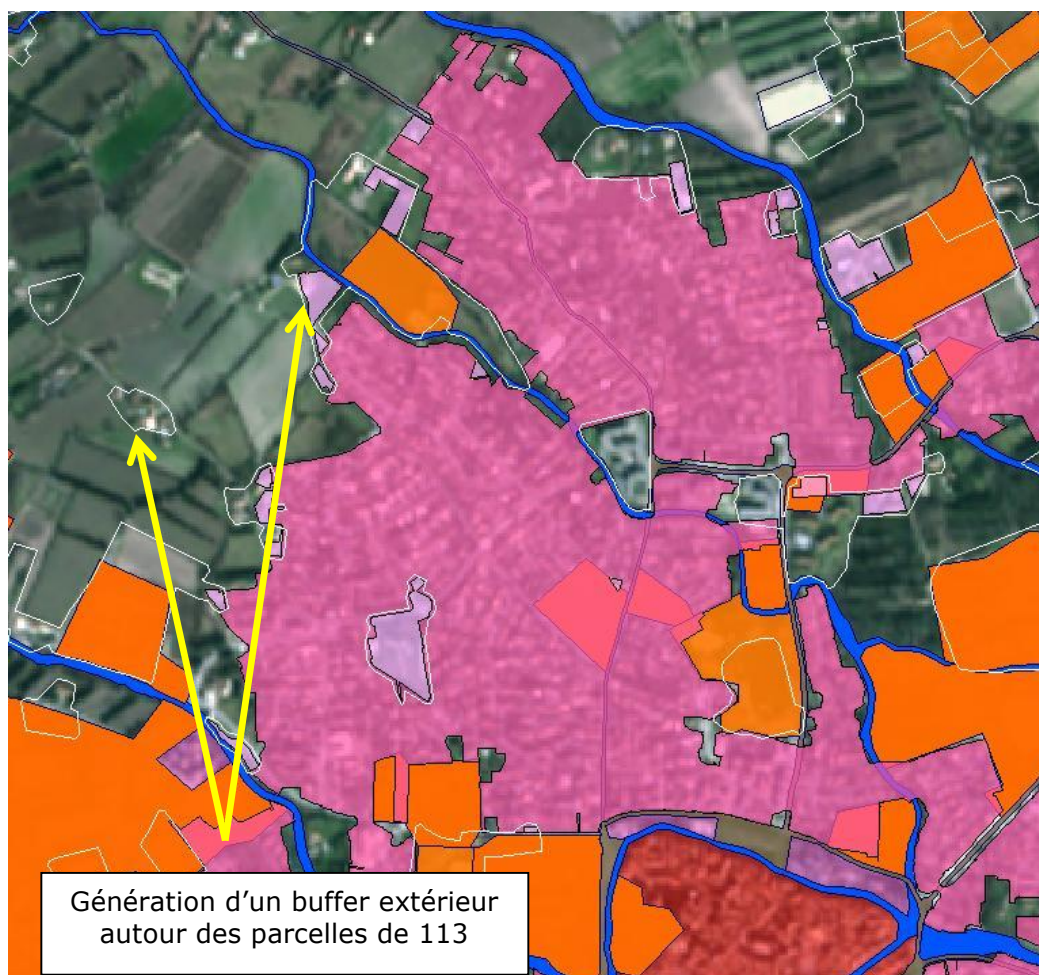 Génération d’un buffer extérieur
autour des parcelles de 113